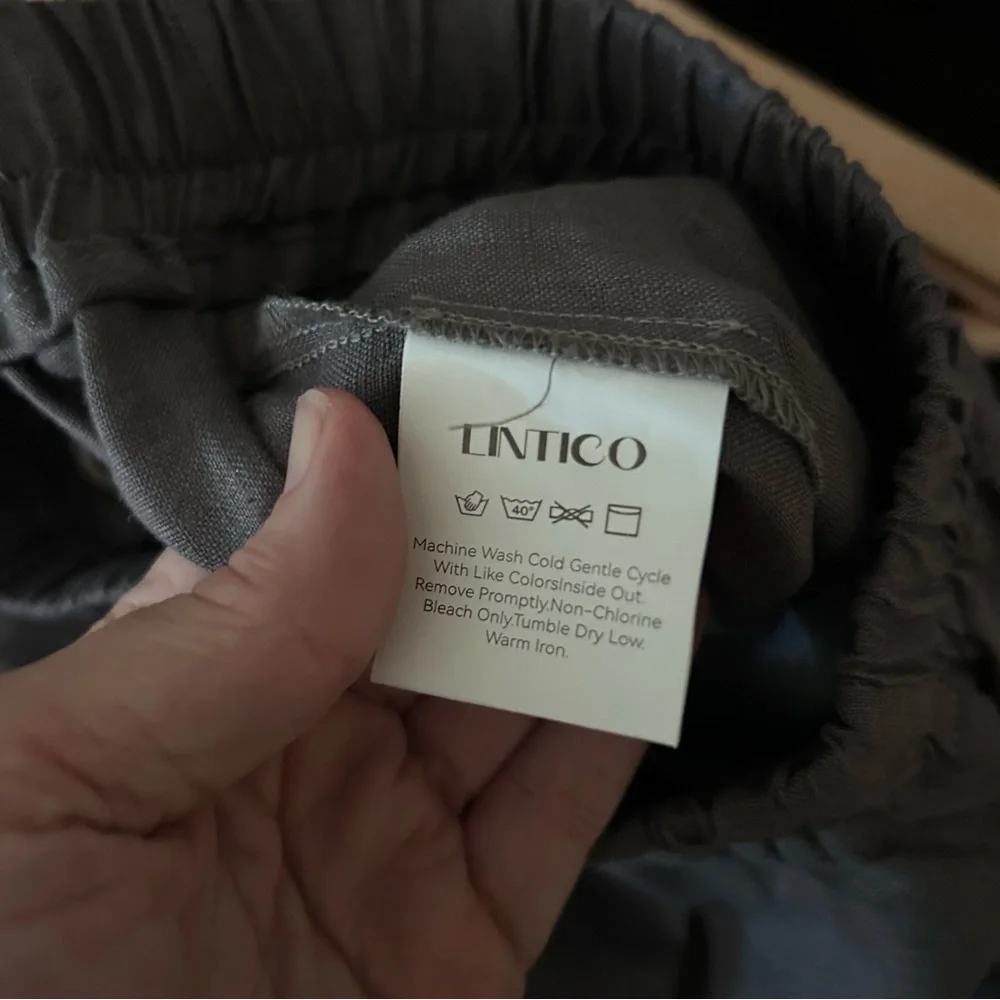 LINTICO
40°
Machine Wash Cold Gentle Cycle
With Like ColorsInside Out.
Remove Promptly.Non-Chlorine
Bleach Only.Tumble Dry Low.
Warm Iron.